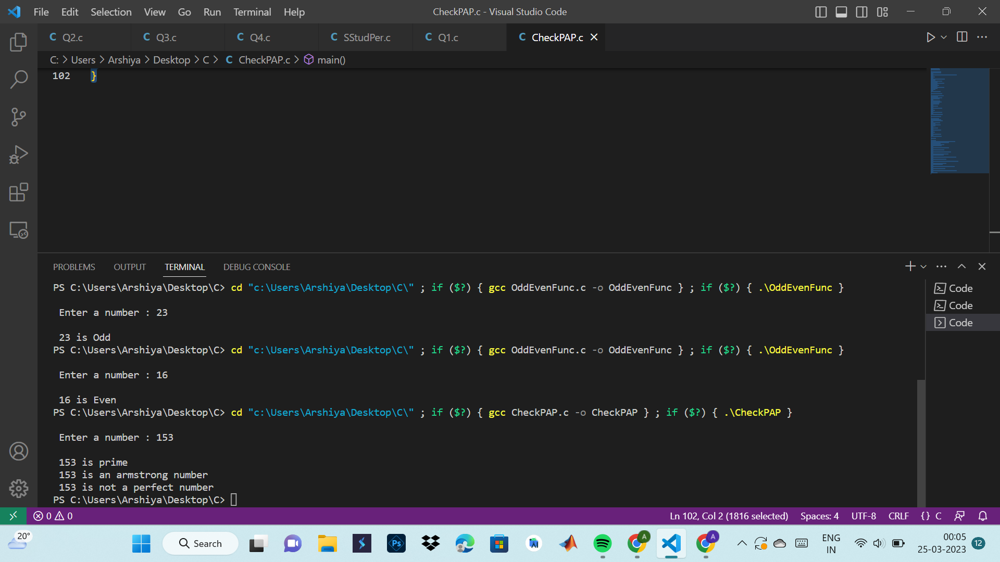 File Edit Selection View Go Run Terminal Help CheckPAP.c - Visual Studio Code
C Q2.c C Q3.c C Q4.c C SStudPer.c C Q1.c C CheckPAP.c
C: > Users > Arshiya > Desktop > C > C CheckPAP.c > main()
102 }
PROBLEMS OUTPUT TERMINAL DEBUG CONSOLE
PS C:\Users\Arshiya\Desktop\C> cd "c:\Users\Arshiya\Desktop\C\" ; if ($?) { gcc OddEvenFunc.c -o OddEvenFunc } ; if ($?) { .\OddEvenFunc }
Enter a number : 23
23 is Odd
PS C:\Users\Arshiya\Desktop\C> cd "c:\Users\Arshiya\Desktop\C\" ; if ($?) { gcc OddEvenFunc.c -o OddEvenFunc } ; if ($?) { .\OddEvenFunc }
Enter a number : 16
16 is Even
PS C:\Users\Arshiya\Desktop\C> cd "c:\Users\Arshiya\Desktop\C\" ; if ($?) { gcc CheckPAP.c -o CheckPAP } ; if ($?) { .\CheckPAP }
Enter a number : 153
153 is prime
153 is an armstrong number
153 is not a perfect number
PS C:\Users\Arshiya\Desktop\C>
Code
Code
Code
0 0 Ln 102, Col 2 (1816 selected) Spaces: 4 UTF-8 CRLF {} C
20° Search Ps A A ENG 00:05 12
IN 25-03-2023